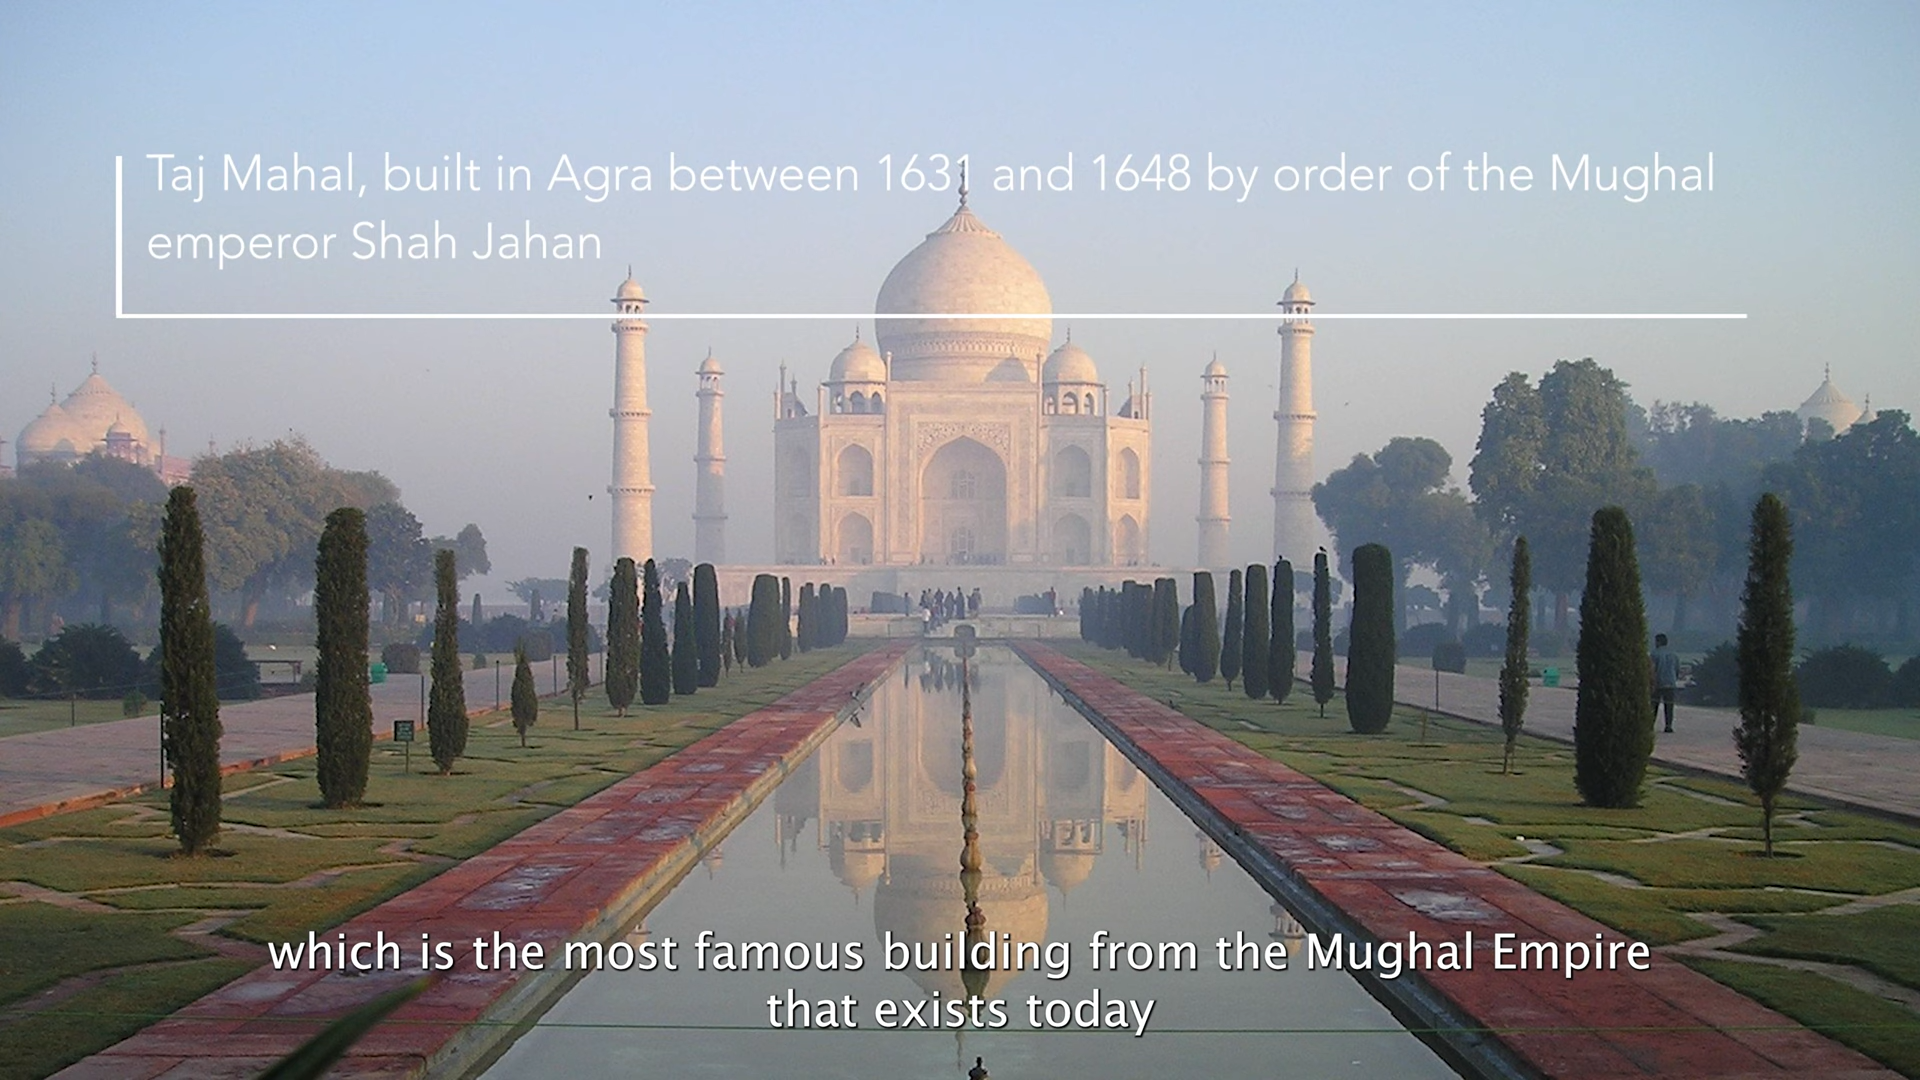 Taj Mahal, built in Agra between 1631 and 1648 by order of the Mughal
emperor Shah Jahan
which is the most famous building from the Mughal Empire
that exists today